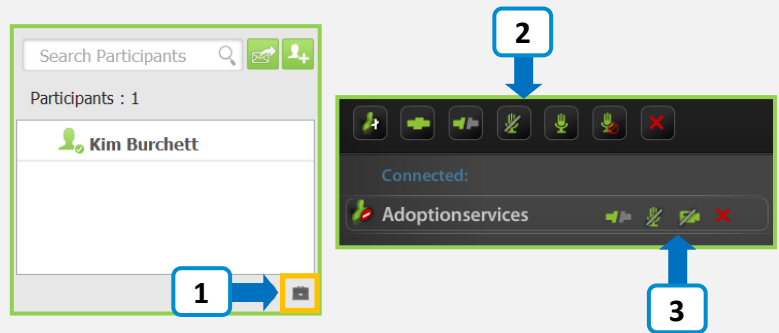 Search Participants
Participants : 1
Kim Burchett
1
2
Connected:
Adoptionservices
3